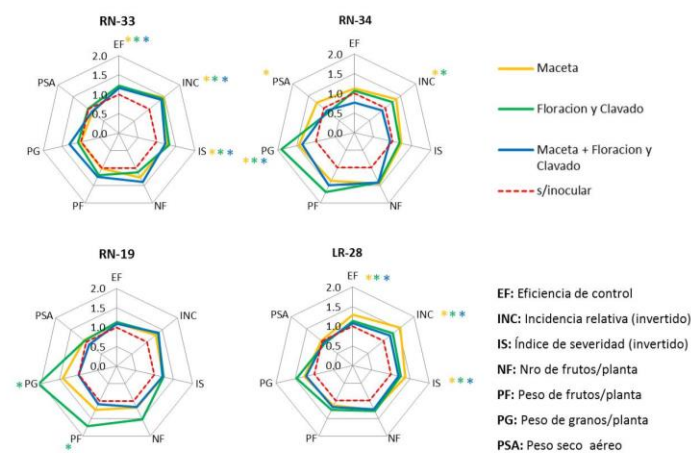 RN-33
EF ***
2.0
1.5
1.0
0.5
0.0
PSA
INC ***
PG
IS ***
PF
NF
RN-34
EF
2.0
1.5
1.0
0.5
0.0
* PSA
INC **
PG
***
IS
PF
NF
Maceta
Floracion y Clavado
Maceta + Floracion y
Clavado
s/inocular
RN-19
EF
2.0
1.5
1.0
0.5
0.0
PSA
INC
* PG
IS
PF
*
NF
LR-28
EF ***
2.0
1.5
1.0
0.5
0.0
PSA
INC ***
PG
IS ***
PF
NF
EF: Eficiencia de control
INC: Incidencia relativa (invertido)
IS: Índice de severidad (invertido)
NF: Nro de frutos/planta
PF: Peso de frutos/planta
PG: Peso de granos/planta
PSA: Peso seco aéreo